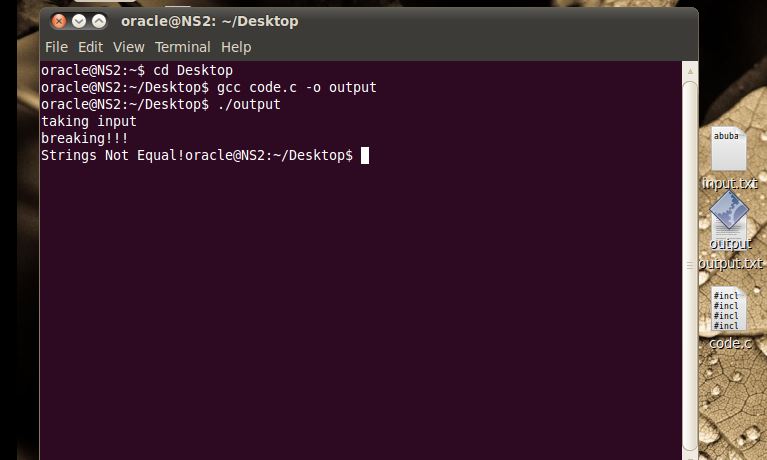 oracle@NS2: ~/Desktop
File Edit View Terminal Help
oracle@NS2:~$ cd Desktop
oracle@NS2:~/Desktop$ gcc code.c -o output
oracle@NS2:~/Desktop$ ./output
taking input
breaking!!!
Strings Not Equal!oracle@NS2:~/Desktop$
abuba
input.txt
output
output.txt
#incl
#incl
#incl
#incl
code.c